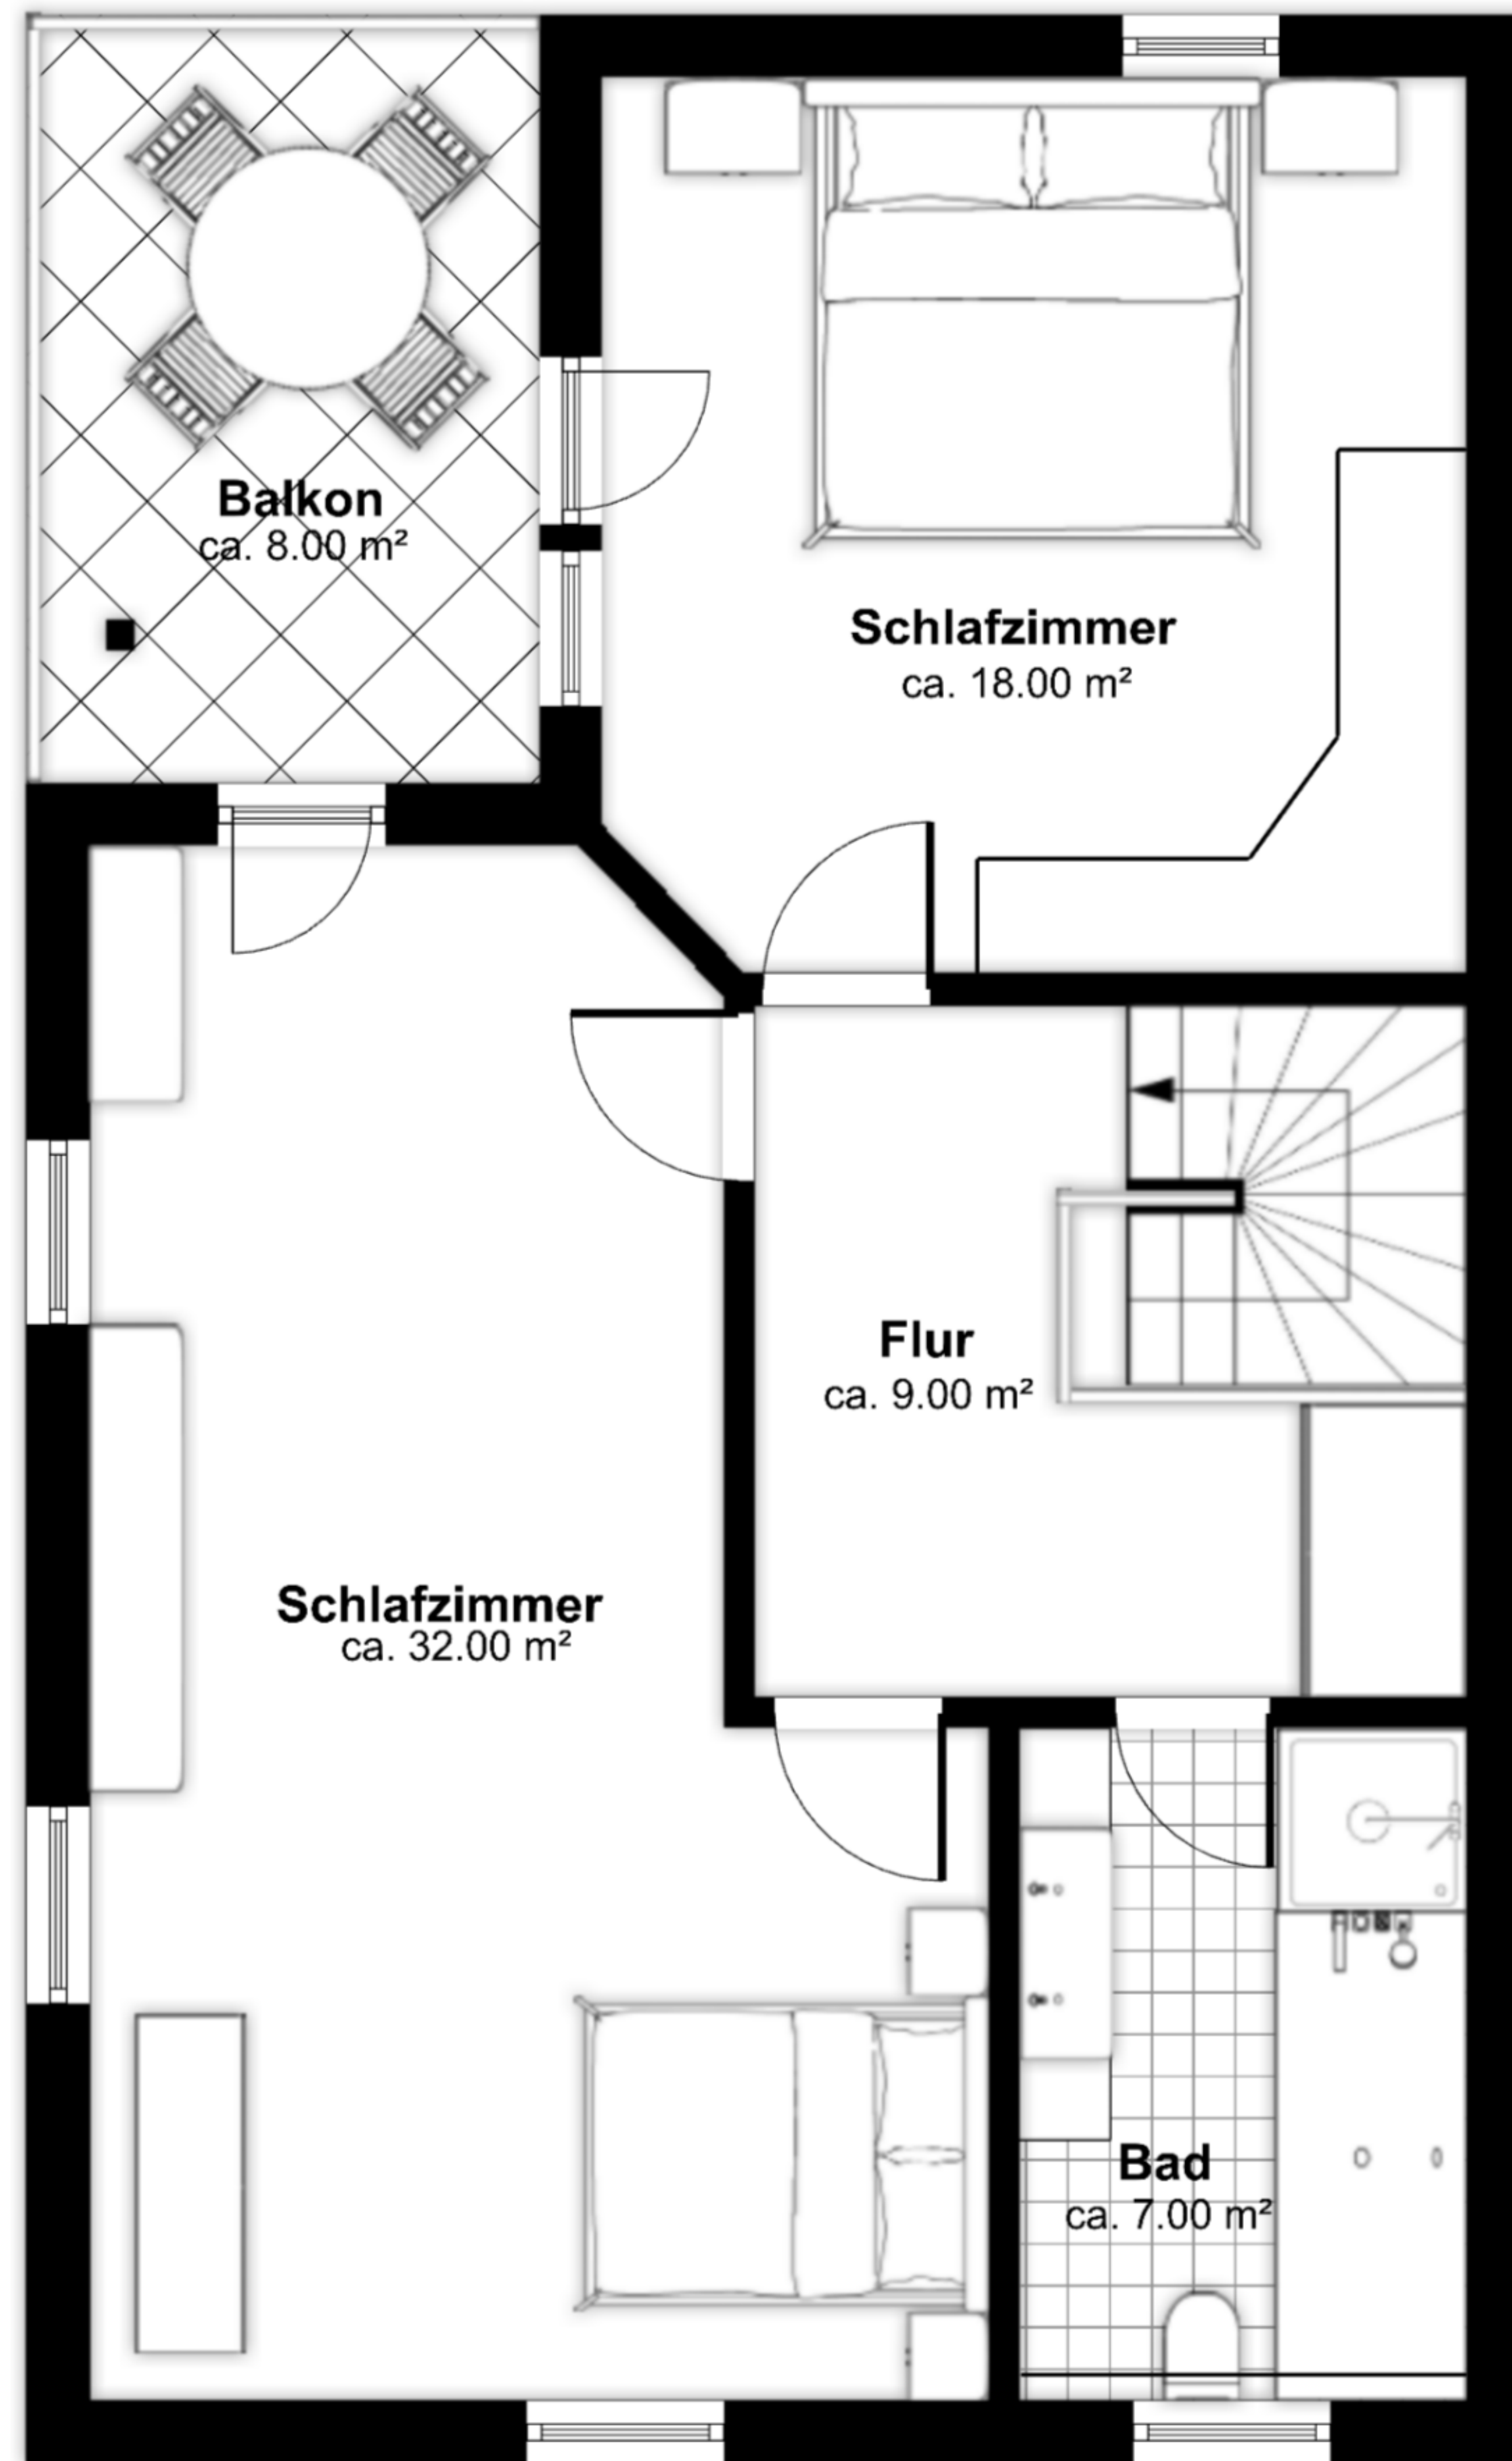 Balkon
ca. 8.00 m²
Schlafzimmer
ca. 18.00 m²
Flur
ca. 9.00 m²
Schlafzimmer
ca. 32.00 m²
Bad
ca. 7.00 m²